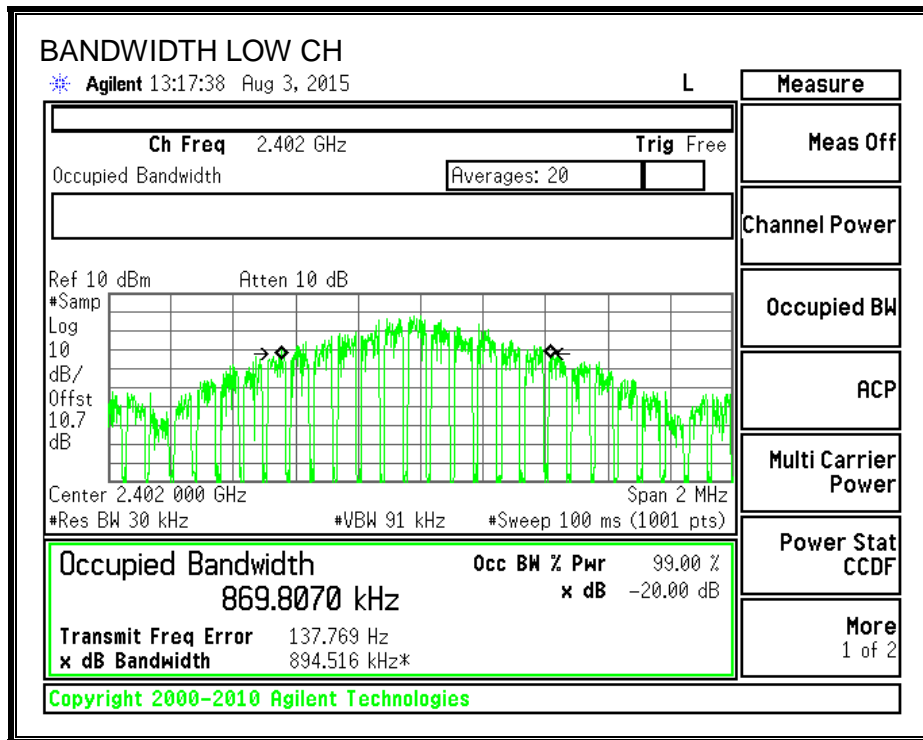 BANDWIDTH LOW CH
Agilent 13:17:38 Aug 3, 2015 L
Measure
Ch Freq 2.402 GHz Trig Free
Meas Off
Occupied Bandwidth Averages: 20
Channel Power
Ref 10 dBm Atten 10 dB
#Samp
Log
10
dB/
Offst
10.7
dB
Occupied BW
ACP
Center 2.402 000 GHz Span 2 MHz
#Res BW 30 kHz #VBW 91 kHz #Sweep 100 ms (1001 pts)
Multi Carrier
Power
Occupied Bandwidth Occ BW % Pwr 99.00 %
869.8070 kHz x dB -20.00 dB
Transmit Freq Error 137.769 Hz
x dB Bandwidth 894.516 kHz*
Power Stat
CCDF
More
1 of 2
Copyright 2000-2010 Agilent Technologies